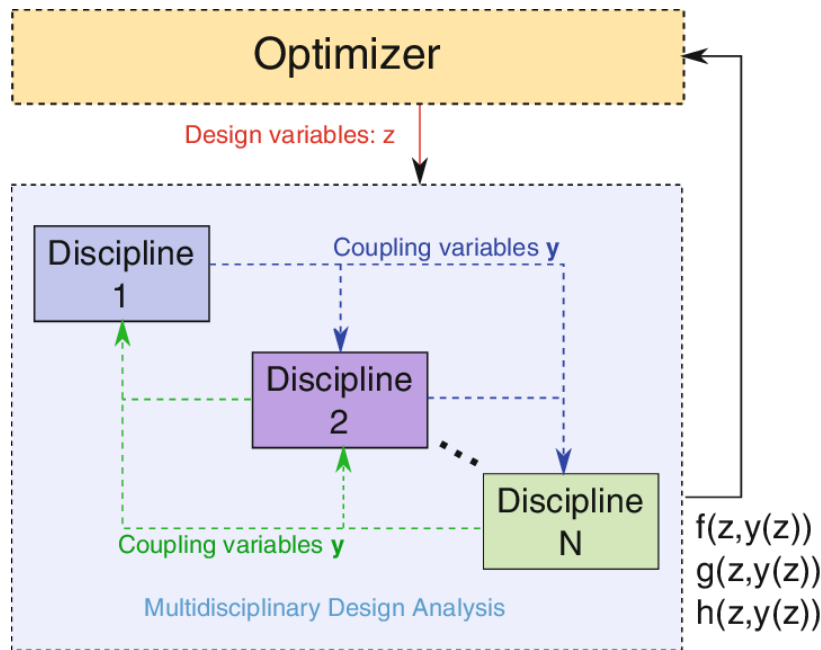 Optimizer
Design variables: z
Coupling variables y
Discipline
1
Discipline
2
Discipline
N
Coupling variables y
Multidisciplinary Design Analysis
f(z,y(z))
g(z,y(z))
h(z,y(z))